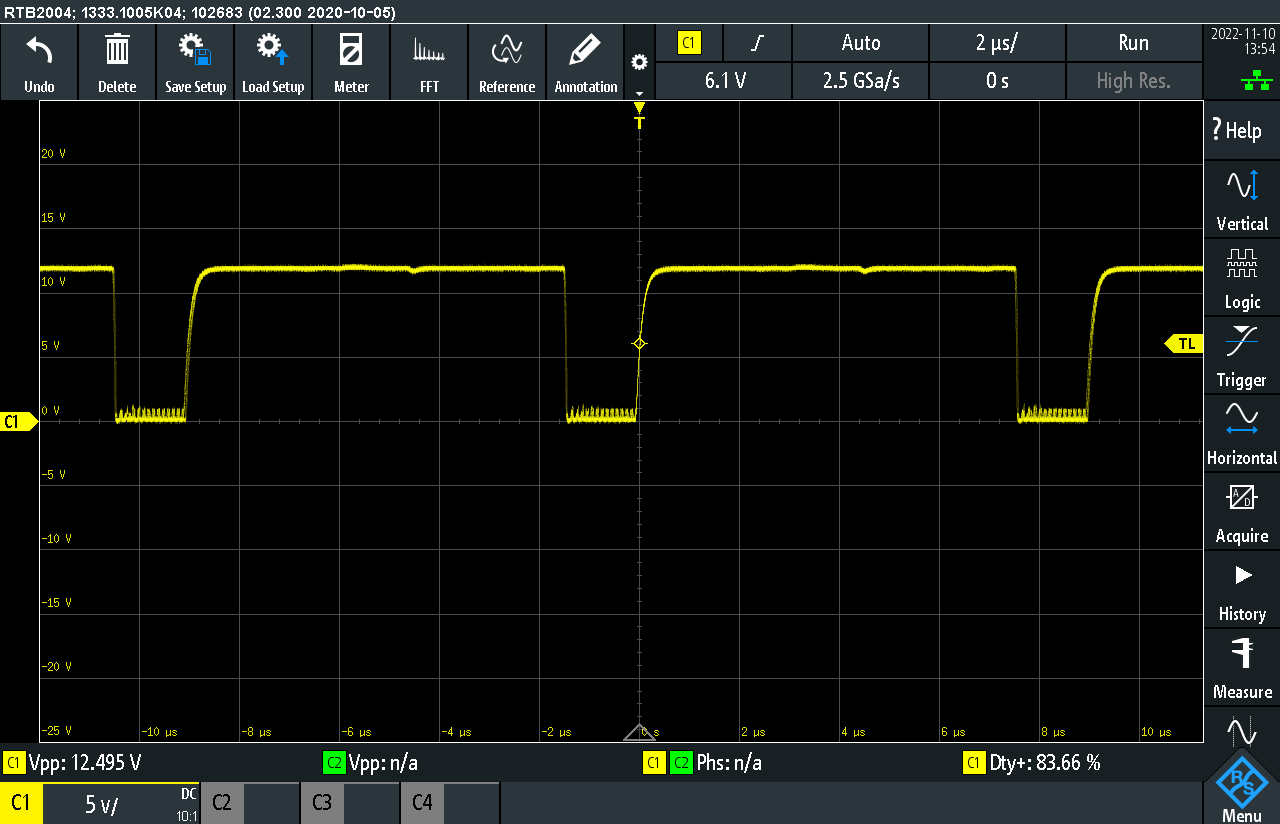 RTB2004; 1333.1005K04; 102683 (02.300 2020-10-05)
Undo
Delete
Save Setup
Load Setup
Meter
FFT
Reference
Annotation
C1
Auto
2 µs/
Run
6.1 V
2.5 GSa/s
0 s
High Res.
2022-11-10
13:54
T
20 V
15 V
10 V
5 V
0 V
-5 V
-10 V
-15 V
-20 V
-25 V
C1
TL
-10 µs
-8 µs
-6 µs
-4 µs
-2 µs
0 s
2 µs
4 µs
6 µs
8 µs
10 µs
? Help
Vertical
Logic
Trigger
Horizontal
A
D
Acquire
History
Measure
R S
Menu
C1 Vpp: 12.495 V
C2 Vpp: n/a
C1 C2 Phs: n/a
C1 Dty+: 83.66 %
C1
5 V/
DC
10:1
C2
C3
C4